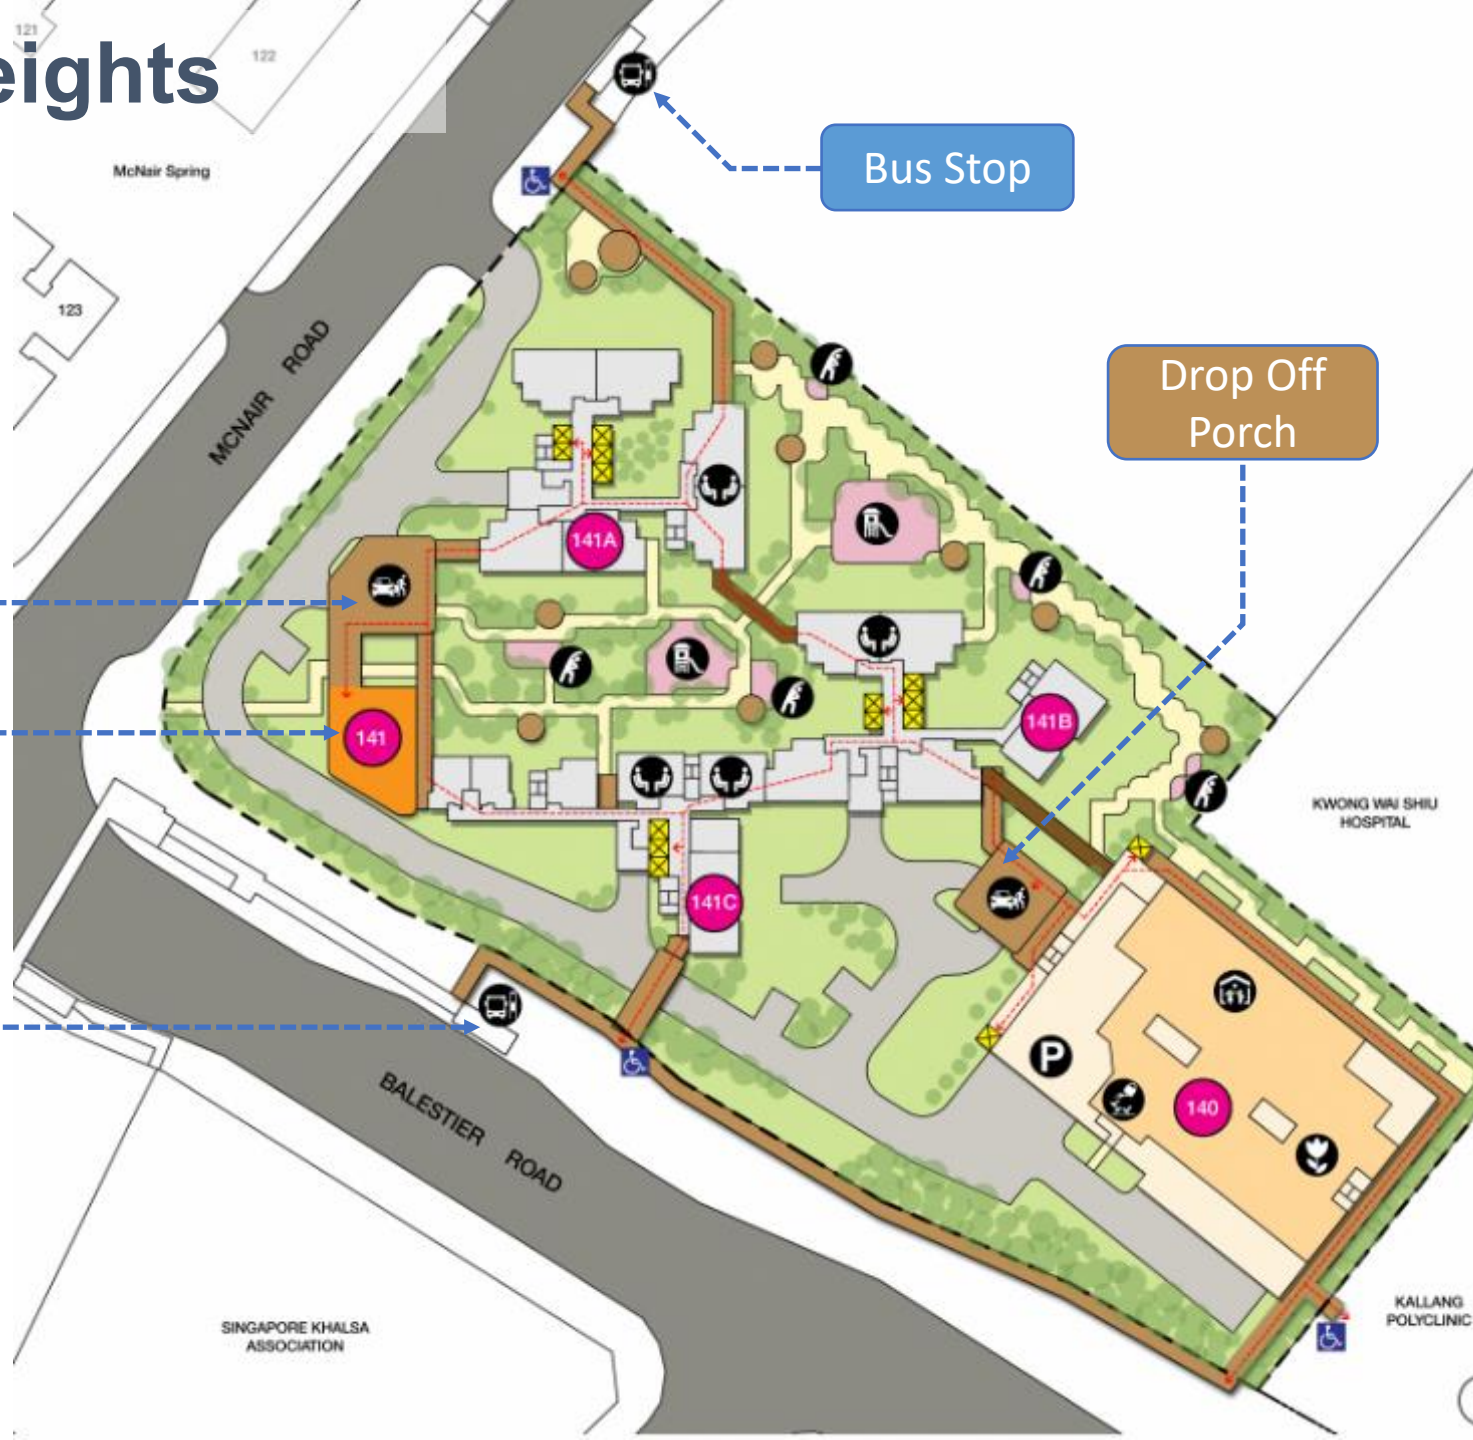 eights
121
122
McNair Spring
123
Bus Stop
MCNAIR ROAD
Drop Off
Porch
141A
141
141B
141C
KWONG WAI SHIU
HOSPITAL
P
140
BALESTIER ROAD
SINGAPORE KHALSA
ASSOCIATION
KALLANG
POLYCLINIC